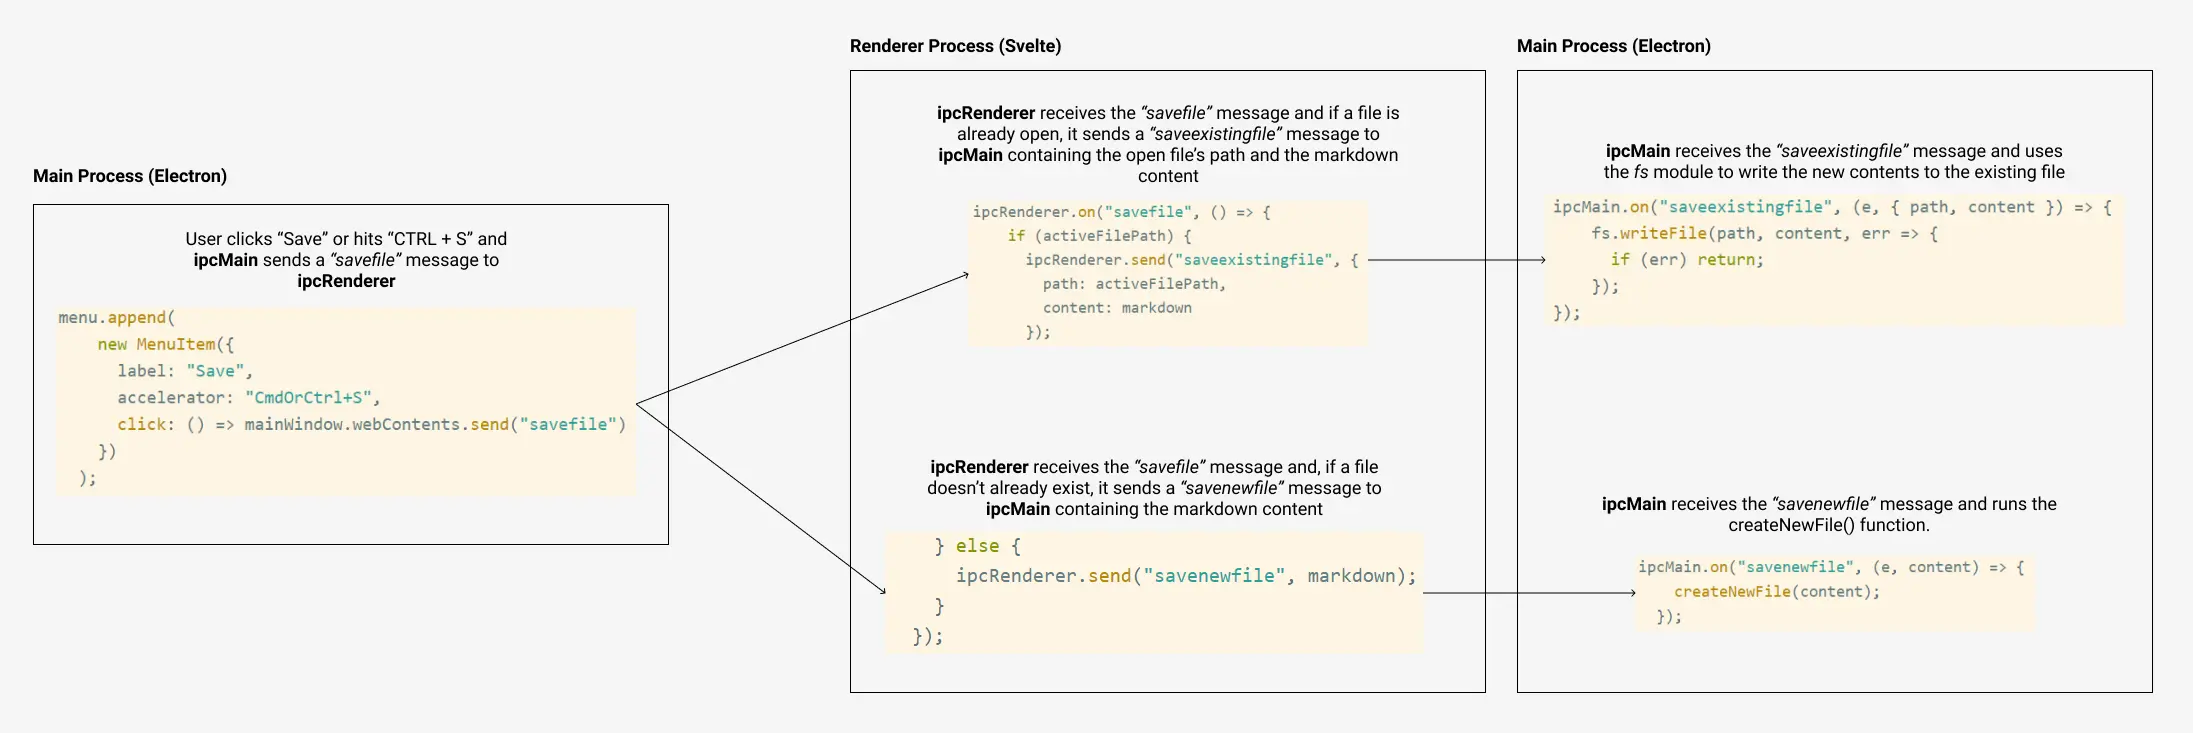 Main Process (Electron)
User clicks “Save” or hits “CTRL + S” and
ipcMain sends a “savefile” message to
ipcRenderer
menu.append(
new MenuItem({
label: "Save",
accelerator: "CmdOrCtrl+S",
click: () => mainWindow.webContents.send("savefile")
})
);
Renderer Process (Svelte)
ipcRenderer receives the “savefile” message and if a file is
already open, it sends a “saveexistingfile” message to
ipcMain containing the open file’s path and the markdown
content
ipcRenderer.on("savefile", () => {
if (activeFilePath) {
ipcRenderer.send("saveexistingfile", {
path: activeFilePath,
content: markdown
});
ipcRenderer receives the “savefile” message and, if a file
doesn’t already exist, it sends a “savenewfile” message to
ipcMain containing the markdown content
} else {
ipcRenderer.send("savenewfile", markdown);
}
});
Main Process (Electron)
ipcMain receives the “saveexistingfile” message and uses
the fs module to write the new contents to the existing file
ipcMain.on("saveexistingfile", (e, { path, content }) => {
fs.writeFile(path, content, err => {
if (err) return;
});
});
ipcMain receives the “savenewfile” message and runs the
createNewFile() function.
ipcMain.on("savenewfile", (e, content) => {
createNewFile(content);
});